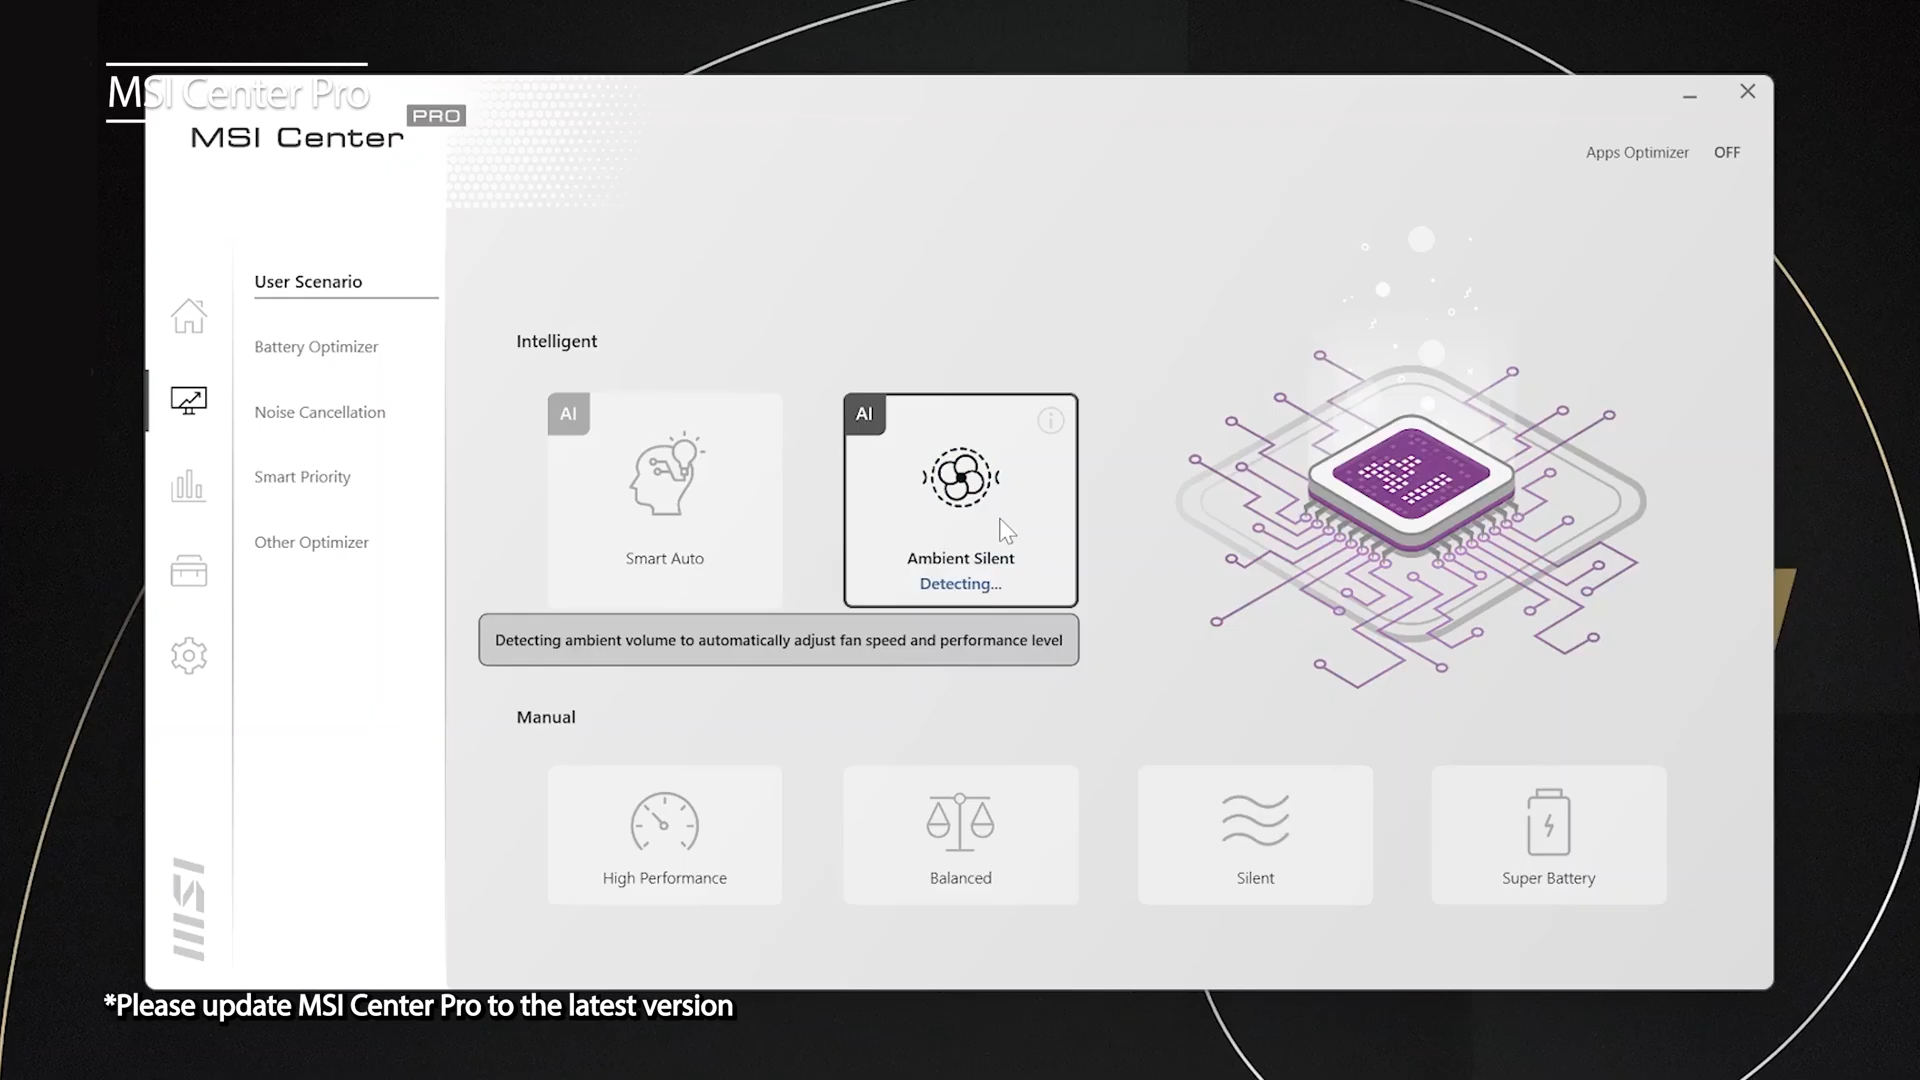 MSI Center Pro
MSI Center PRO
Apps Optimizer OFF
User Scenario
Battery Optimizer
Noise Cancellation
Smart Priority
Other Optimizer
Intelligent
AI
Smart Auto
AI
Ambient Silent
Detecting...
Detecting ambient volume to automatically adjust fan speed and performance level
Manual
High Performance
Balanced
Silent
Super Battery
MSI
*Please update MSI Center Pro to the latest version